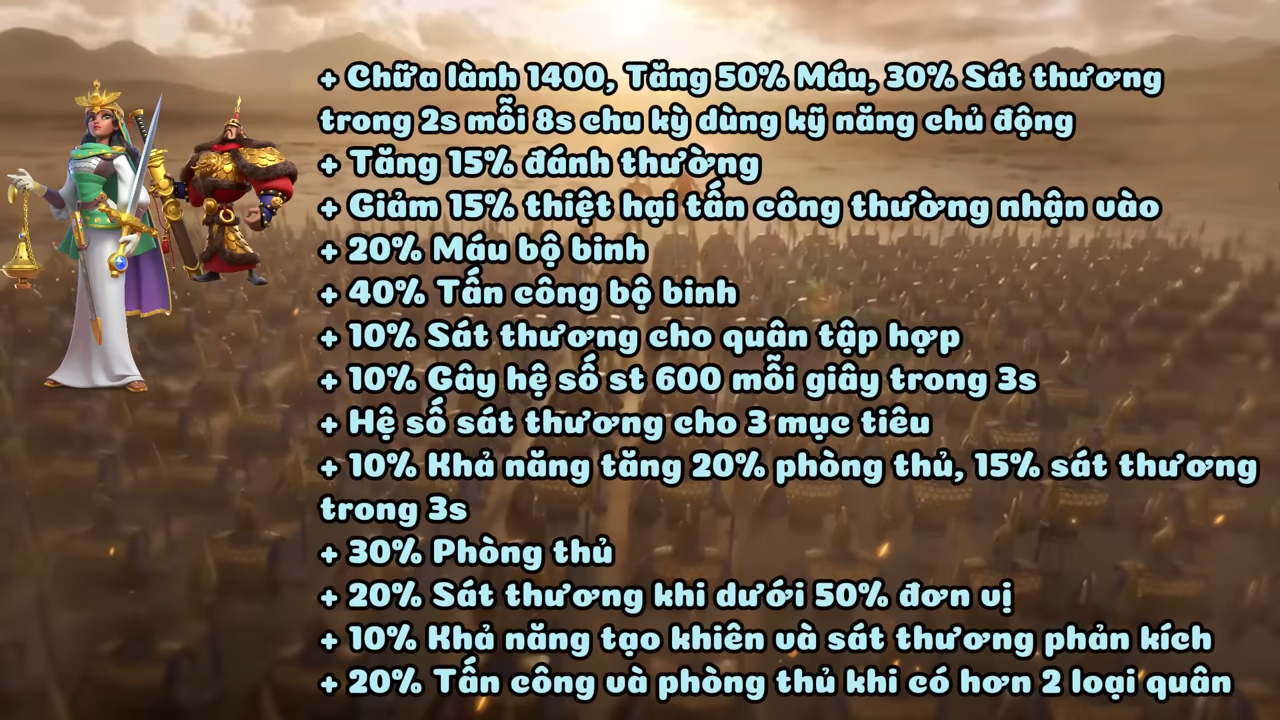 + Chữa lành 1400, Tăng 50% Máu, 30% Sát thương
trong 2s mỗi 8s chu kỳ dùng kỹ năng chủ động
+ Tăng 15% đánh thường
+ Giảm 15% thiệt hại tấn công thường nhận vào
+ 20% Máu bộ binh
+ 40% Tấn công bộ binh
+ 10% Sát thương cho quân tập hợp
+ 10% Gây hệ số st 600 mỗi giây trong 3s
+ Hệ số sát thương cho 3 mục tiêu
+ 10% Khả năng tăng 20% phòng thủ, 15% sát thương
trong 3s
+ 30% Phòng thủ
+ 20% Sát thương khi dưới 50% đơn vị
+ 10% Khả năng tạo khiên và sát thương phản kích
+ 20% Tấn công và phòng thủ khi có hơn 2 loại quân